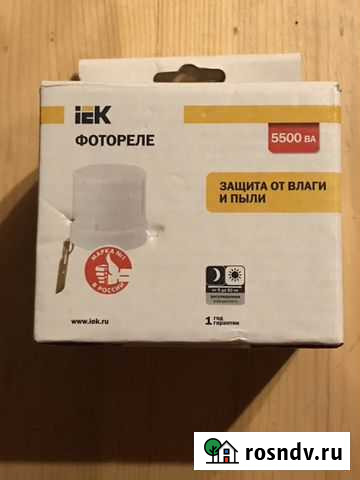 iEK
ФОТОРЕЛЕ
5500 ВА
ЗАЩИТА ОТ ВЛАГИ
И ПЫЛИ
МАРКА №1
В РОССИИ
www.iek.ru
1 год
гарантии
rosndv.ru